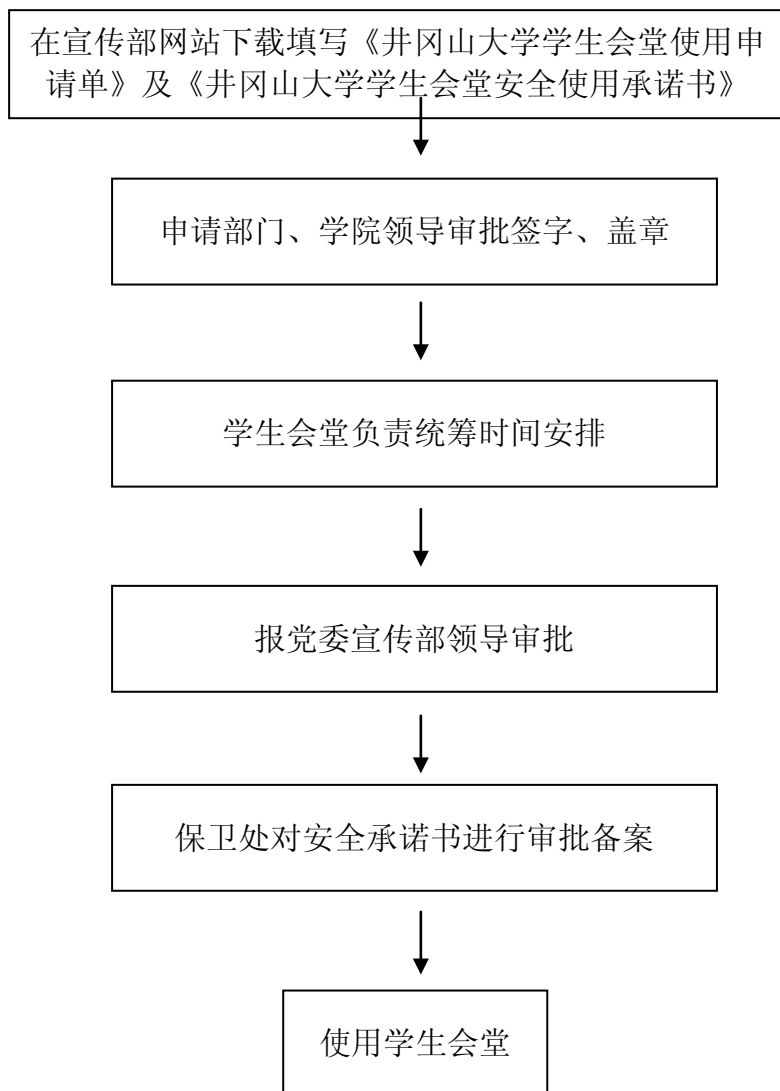 在宣传部网站下载填写《井冈山大学学生会堂使用申
请单》及《井冈山大学学生会堂安全使用承诺书》
申请部门、学院领导审批签字、盖章
学生会堂负责统筹时间安排
报党委宣传部领导审批
保卫处对安全承诺书进行审批备案
使用学生会堂